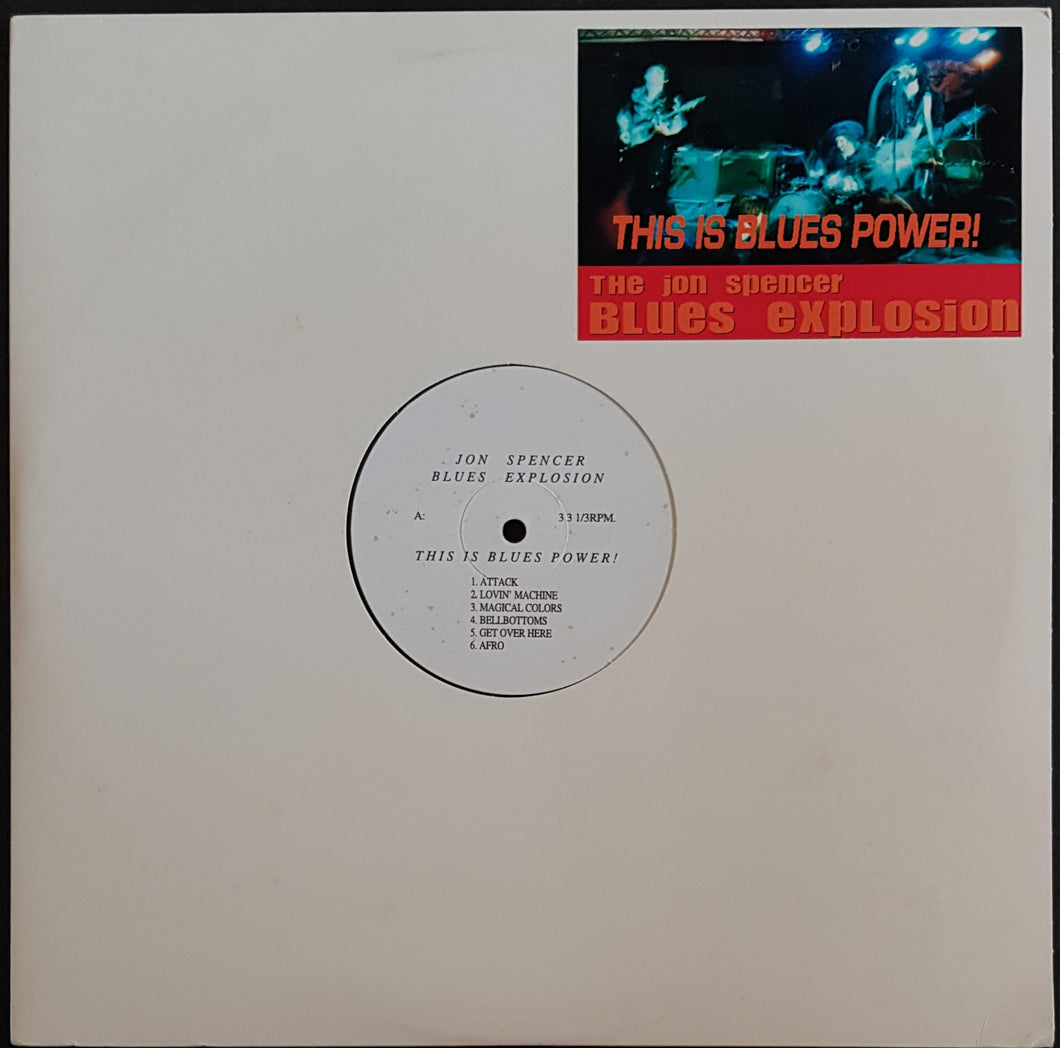 THIS IS BLUES POWER!
THe jon spencer
BLues expLosion
JON SPENCER
BLUES EXPLOSION
A: 33 1/3RPM.
THIS IS BLUES POWER!
1. ATTACK
2. LOVIN' MACHINE
3. MAGICAL COLORS
4. BELLBOTTOMS
5. GET OVER HERE
6. AFRO